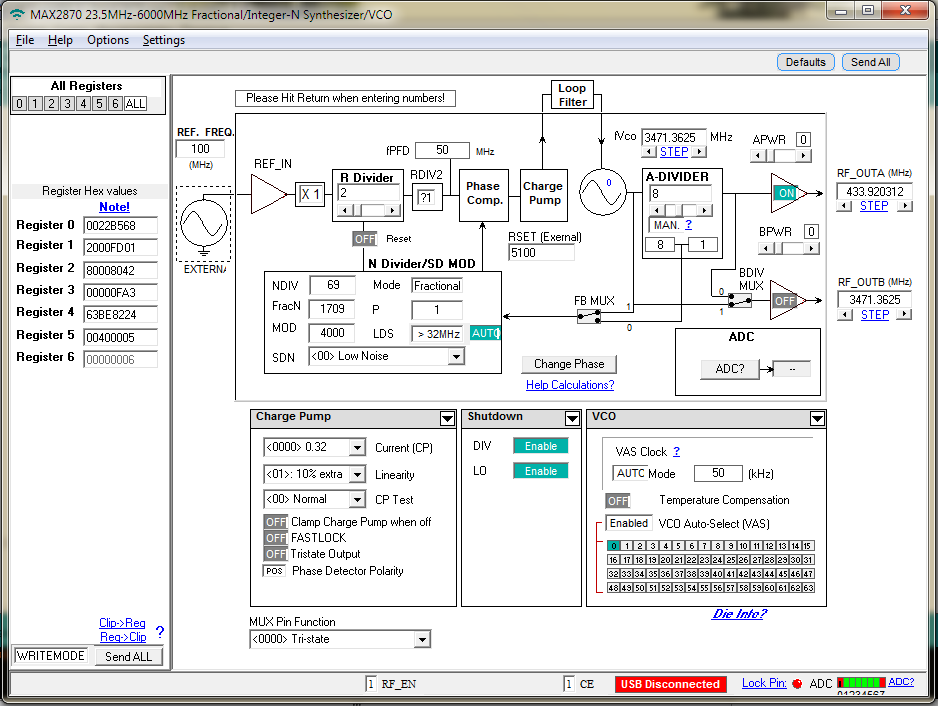 MAX2870 23.5MHz-6000MHz Fractional/Integer-N Synthesizer/VCO
File Help Options Settings
Defaults Send All
All Registers
0 1 2 3 4 5 6 ALL
Register Hex values
Note!
Register 0 0022B568
Register 1 2000FD01
Register 2 80008042
Register 3 00000FA3
Register 4 63BE8224
Register 5 00400005
Register 6 00000006
Clip->Reg
Reg->Clip ?
WRITEMODE Send ALL
Please Hit Return when entering numbers!
Loop
Filter
REF. FREQ.
100
(MHz)
EXTERNA
REF_IN
X 1
fPFD 50 MHz
R Divider
2
RDIV2
?1
OFF Reset
Phase
Comp.
Charge
Pump
RSET (Exernal)
5100
fVco 3471.3625 MHz
STEP
0
A-DIVIDER
8
MAN. ?
8 1
APWR 0
ON
RF_OUTA (MHz)
433.920312
STEP
BPWR 0
BDIV
MUX
0
1
OFF
RF_OUTB (MHz)
3471.3625
STEP
FB MUX
1
0
N Divider/SD MOD
NDIV 69 Mode Fractional
FracN 1709 P 1
MOD 4000 LDS > 32MHz AUTO
SDN <00> Low Noise
Change Phase
Help Calculations?
ADC
ADC? --
Charge Pump
<0000> 0.32 Current (CP)
<01>: 10% extra Linearity
<00> Normal CP Test
OFF Clamp Charge Pump when off
OFF FASTLOCK
OFF Tristate Output
POS Phase Detector Polarity
Shutdown
DIV Enable
LO Enable
VCO
VAS Clock ?
AUTC Mode 50 (kHz)
OFF Temperature Compensation
Enabled VCO Auto-Select (VAS)
0 1 2 3 4 5 6 7 8 9 10 11 12 13 14 15
16 17 18 19 20 21 22 23 24 25 26 27 28 29 30 31
32 33 34 35 36 37 38 39 40 41 42 43 44 45 46 47
48 49 50 51 52 53 54 55 56 57 58 59 60 61 62 63
Die Info?
MUX Pin Function
<0000> Tri-state
1 RF_EN 1 CE USB Disconnected Lock Pin: ADC ADC?
01234567